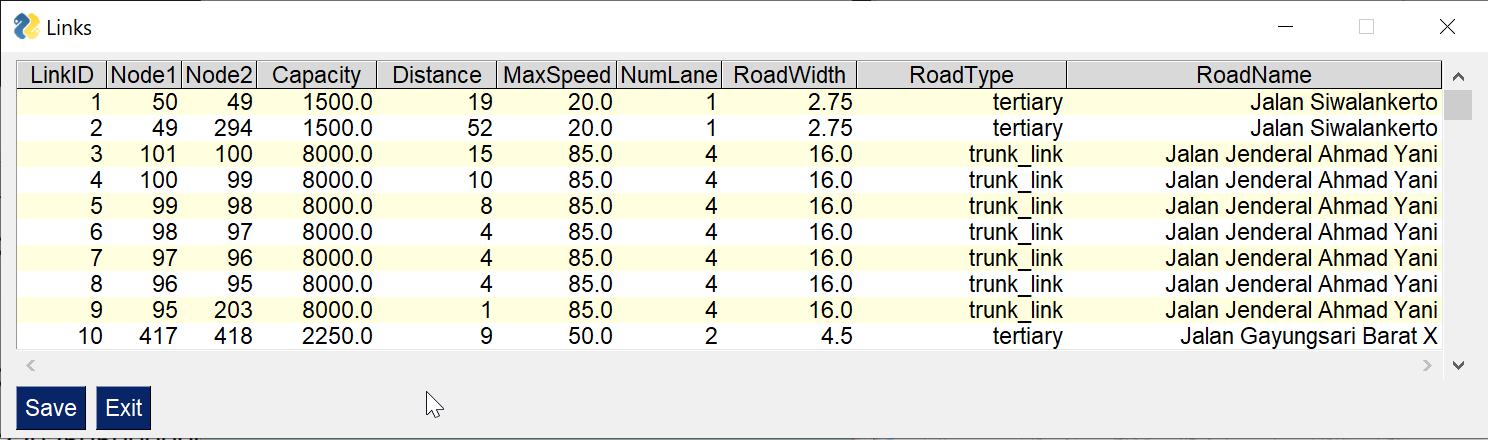 Links
LinkID Node1 Node2 Capacity Distance MaxSpeed NumLane RoadWidth RoadType RoadName
1 50 49 1500.0 19 20.0 1 2.75 tertiary Jalan Siwalankerto
2 49 294 1500.0 52 20.0 1 2.75 tertiary Jalan Siwalankerto
3 101 100 8000.0 15 85.0 4 16.0 trunk_link Jalan Jenderal Ahmad Yani
4 100 99 8000.0 10 85.0 4 16.0 trunk_link Jalan Jenderal Ahmad Yani
5 99 98 8000.0 8 85.0 4 16.0 trunk_link Jalan Jenderal Ahmad Yani
6 98 97 8000.0 4 85.0 4 16.0 trunk_link Jalan Jenderal Ahmad Yani
7 97 96 8000.0 4 85.0 4 16.0 trunk_link Jalan Jenderal Ahmad Yani
8 96 95 8000.0 4 85.0 4 16.0 trunk_link Jalan Jenderal Ahmad Yani
9 95 203 8000.0 1 85.0 4 16.0 trunk_link Jalan Jenderal Ahmad Yani
10 417 418 2250.0 9 50.0 2 4.5 tertiary Jalan Gayungsari Barat X
Save Exit